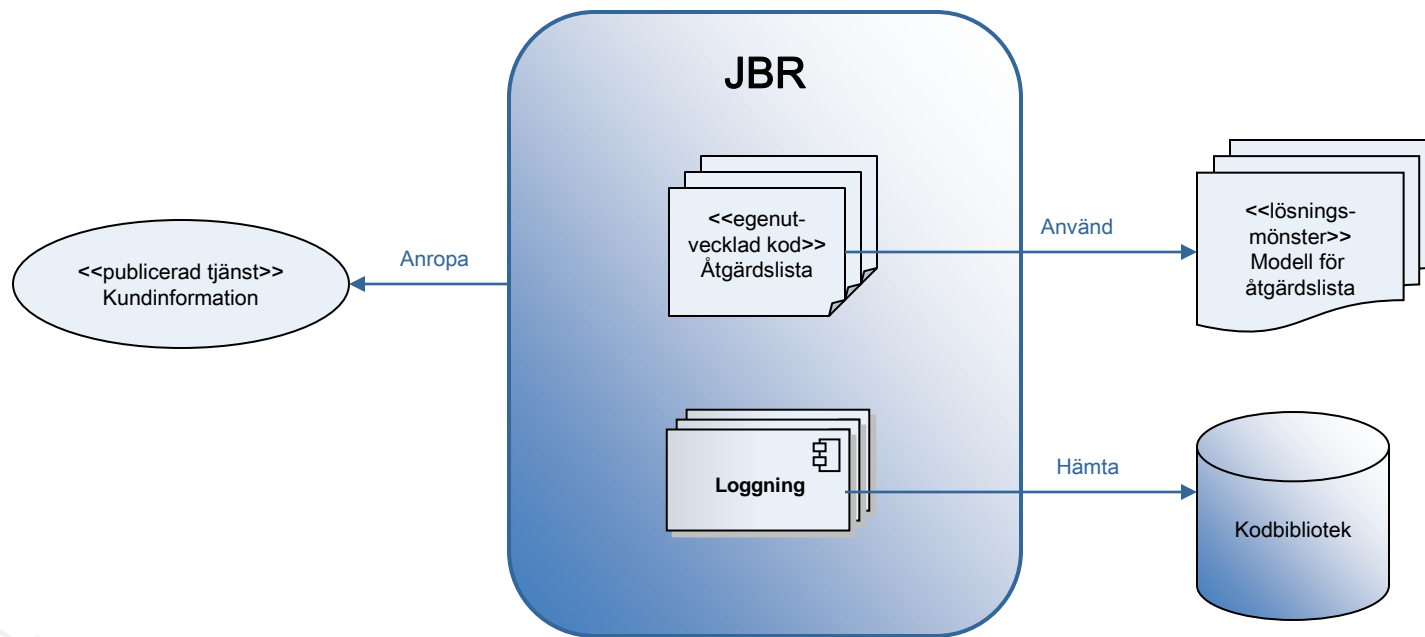 JBR
<<egenut-
vecklad kod>>
Åtgärdslista
<<lösnings-
mönster>>
Modell för
åtgärdslista
Använd
<<publicerad tjänst>>
Kundinformation
Anropa
Loggning
Hämta
Kodbibliotek